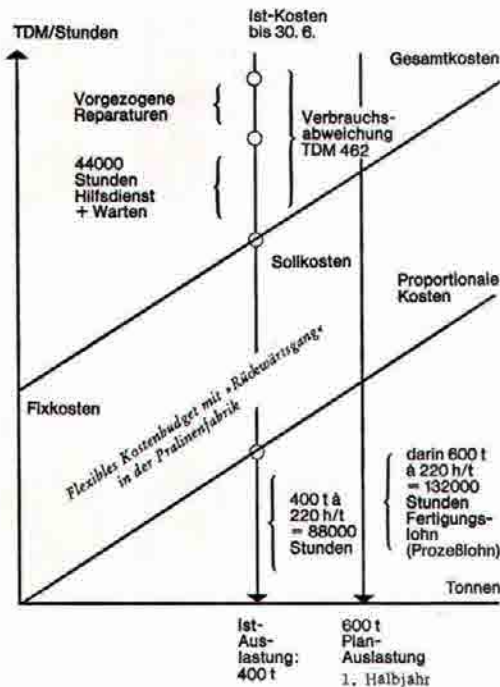 Ist-Kosten
bis 30. 6.
TDM/Stunden
Gesamtkosten
Vorgezogene
Reparaturen
Verbrauchs-
abweichung
TDM 462
44000
Stunden
Hilfsdienst
+ Warten
Sollkosten
Proportionale
Kosten
Fixkosten
Flexibles Kostenbudget mit »Rückwärtsgang«
in der Pralinenfabrik
400 t à
220 h/t
= 88000
Stunden
darin 600 t
à 220 h/t
= 132000
Stunden
Fertigungs-
lohn
(Prozeßlohn)
Tonnen
Ist-
Aus-
lastung:
400 t
600 t
Plan-
Auslastung
1. Halbjahr